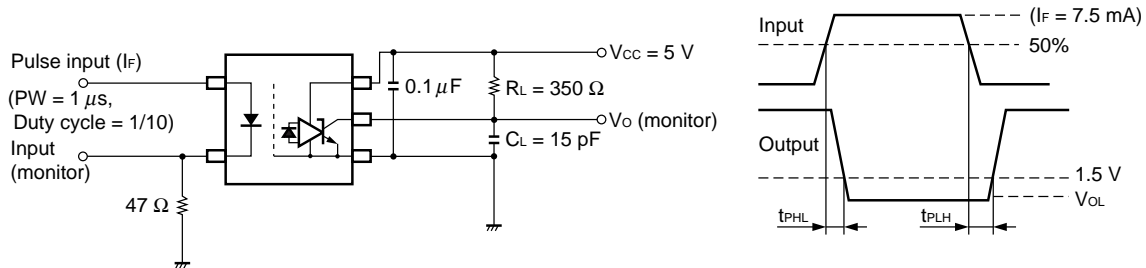 Pulse input (IF)
(PW = 1 μs,
Duty cycle = 1/10)
Input
(monitor)
47 Ω
0.1 μF
VCC = 5 V
RL = 350 Ω
VO (monitor)
CL = 15 pF
Input
(IF = 7.5 mA)
50%
Output
1.5 V
VOL
tPHL
tPLH